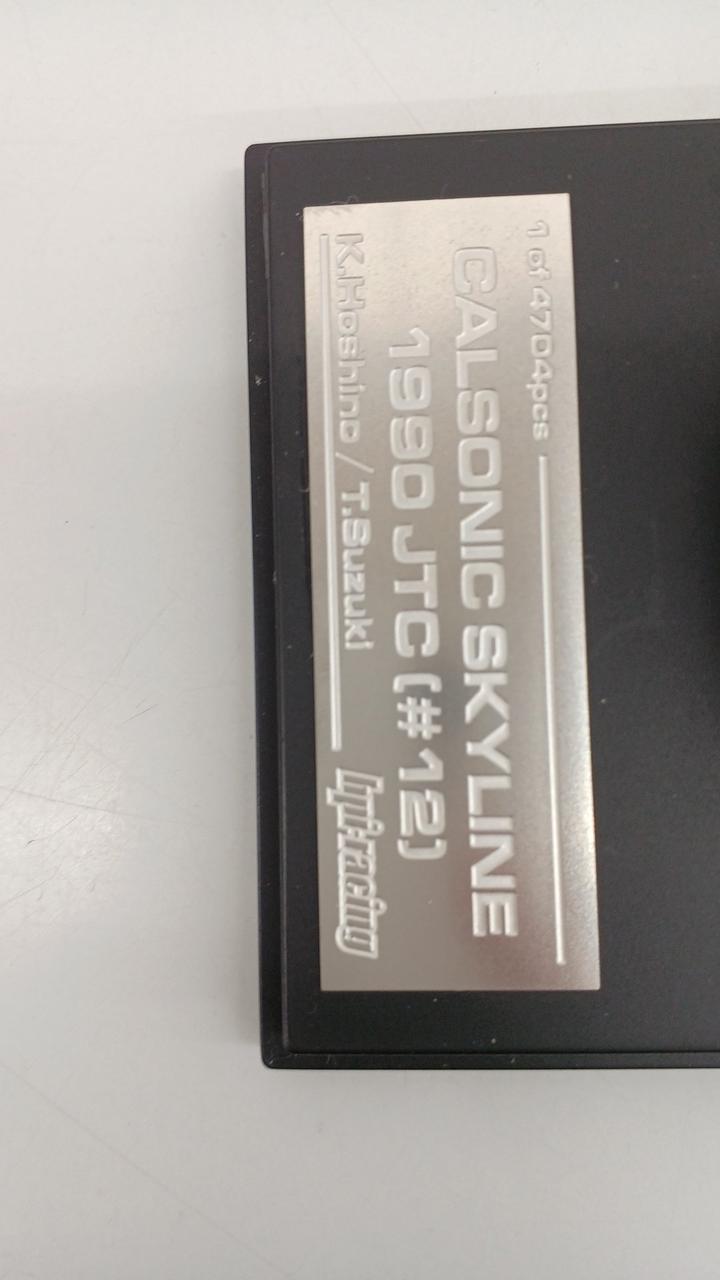 1 of 4704pcs
CALSONIC SKYLINE
1990 JTC (#12)
K.Hoshino / T.Suzuki
hpi·racing